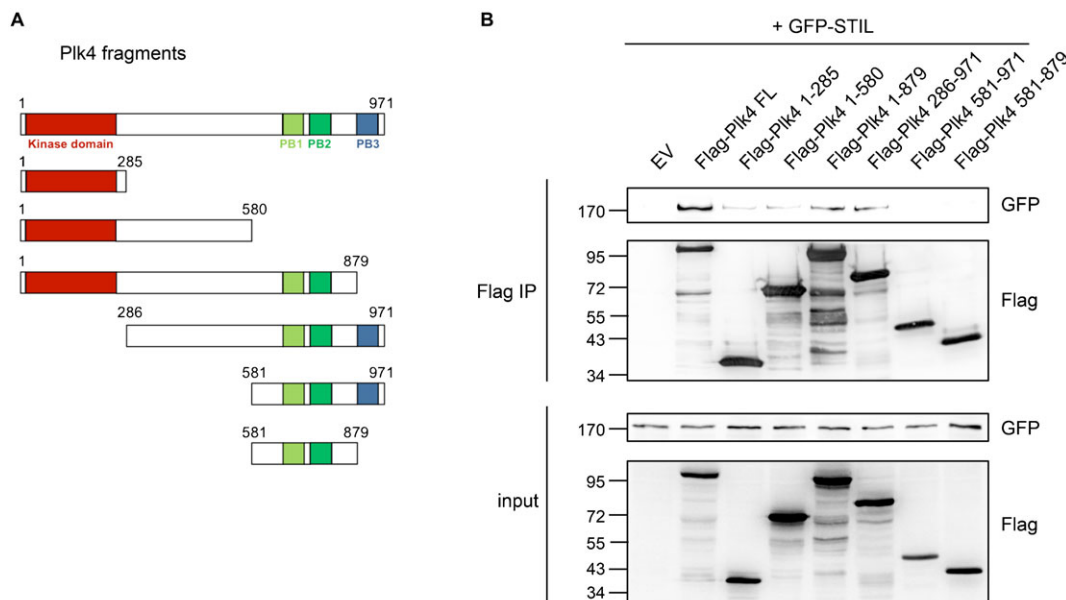 A
Plk4 fragments
1 971
Kinase domain PB1 PB2 PB3
1 285
1 580
1 879
286 971
581 971
581 879
B
+ GFP-STIL
EV
Flag-Plk4 FL
Flag-Plk4 1-285
Flag-Plk4 1-580
Flag-Plk4 1-879
Flag-Plk4 286-971
Flag-Plk4 581-971
Flag-Plk4 581-879
Flag IP
170
GFP
95
72
55
43
34
Flag
input
170
GFP
95
72
55
43
34
Flag